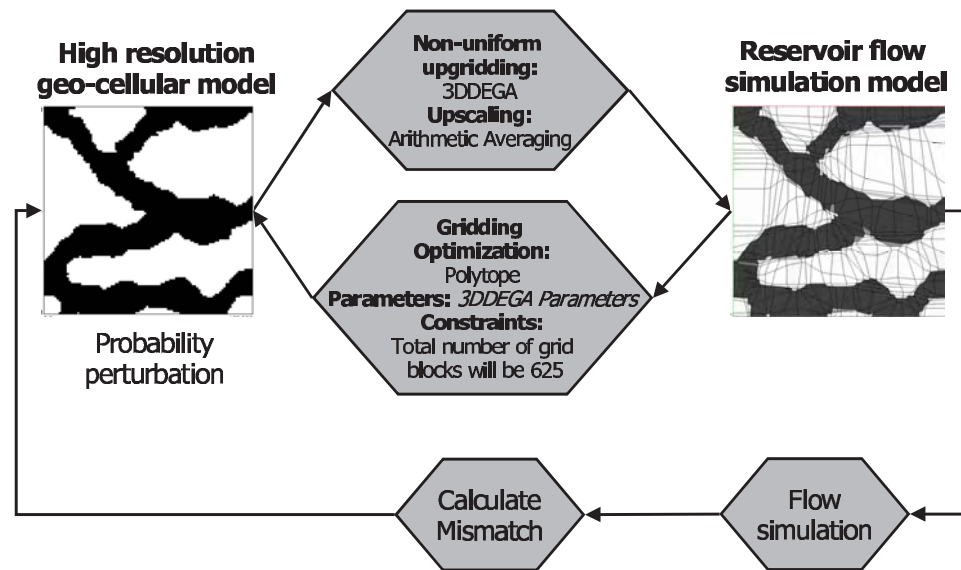 High resolution
geo-cellular model
Probability
perturbation
Non-uniform
upgridding:
3DDEGA
Upscaling:
Arithmetic Averaging
Gridding
Optimization:
Polytope
Parameters: 3DDEGA Parameters
Constraints:
Total number of grid
blocks will be 625
Reservoir flow
simulation model
Calculate
Mismatch
Flow
simulation